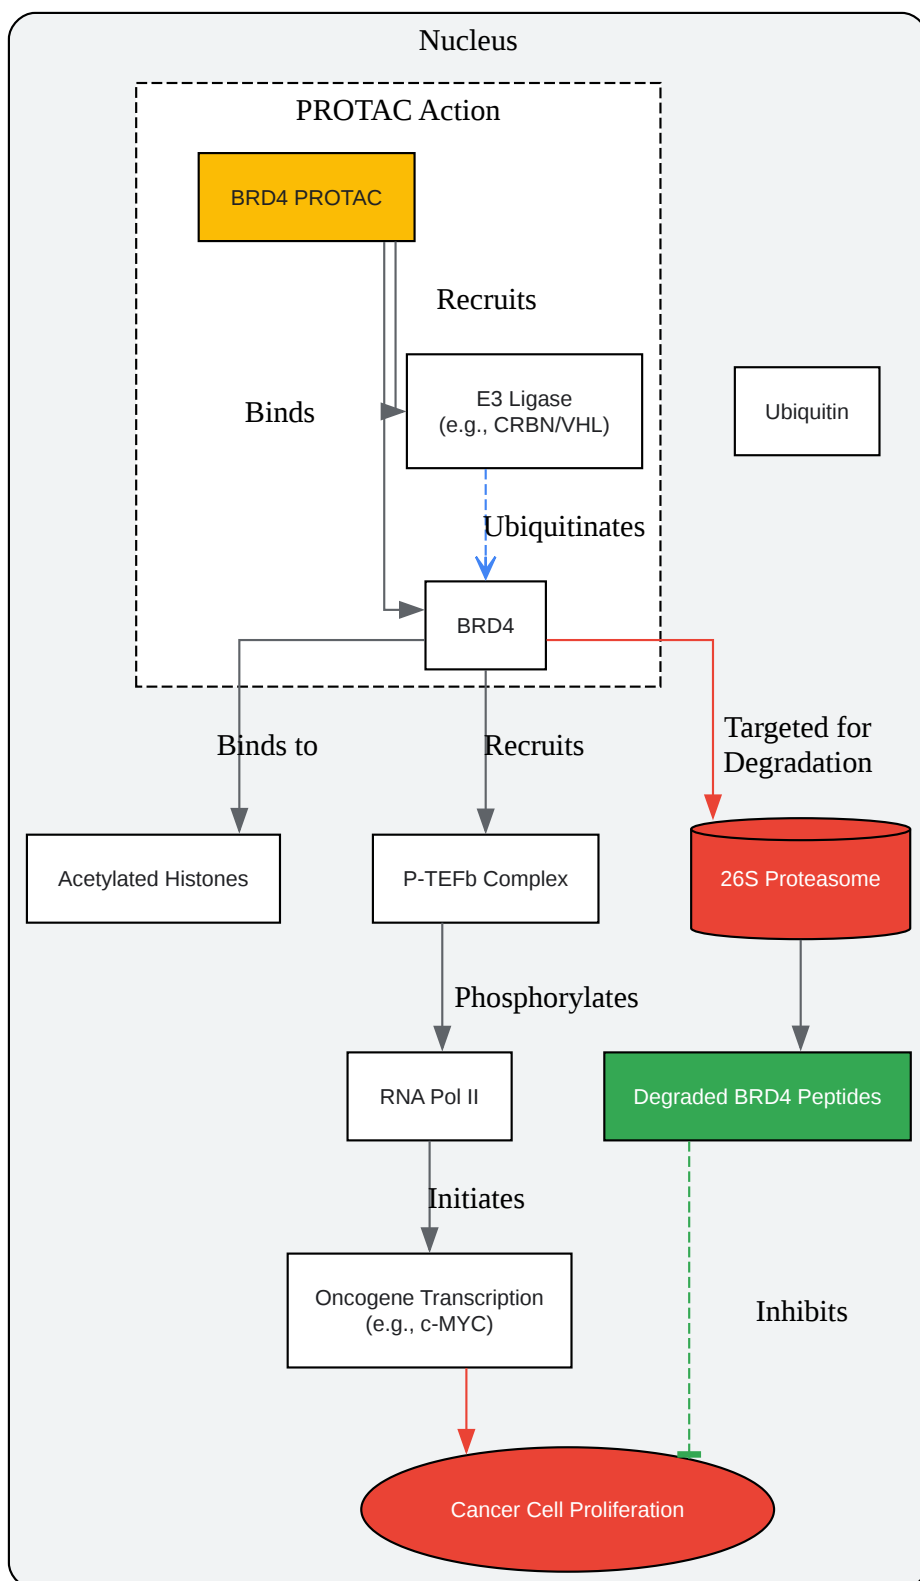 Nucleus
PROTAC Action
BRD4 PROTAC
Recruits
E3 Ligase
(e.g., CRBN/VHL)
Ubiquitin
Binds
Ubiquitinates
BRD4
Binds to
Recruits
Targeted for
Degradation
Acetylated Histones
P-TEFb Complex
26S Proteasome
Phosphorylates
RNA Pol II
Degraded BRD4 Peptides
Initiates
Oncogene Transcription
(e.g., c-MYC)
Inhibits
Cancer Cell Proliferation